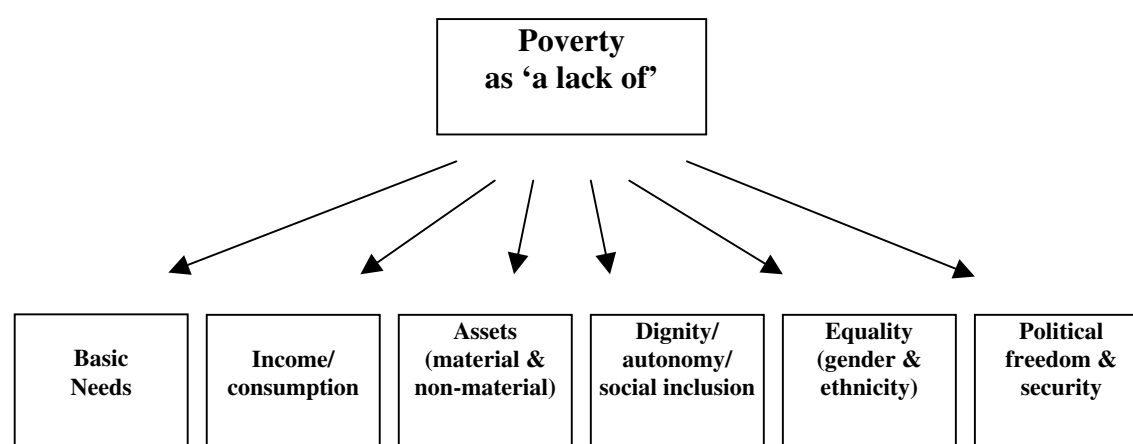 Poverty
as ‘a lack of’
Basic
Needs
Income/
consumption
Assets
(material &
non-material)
Dignity/
autonomy/
social inclusion
Equality
(gender &
ethnicity)
Political
freedom &
security